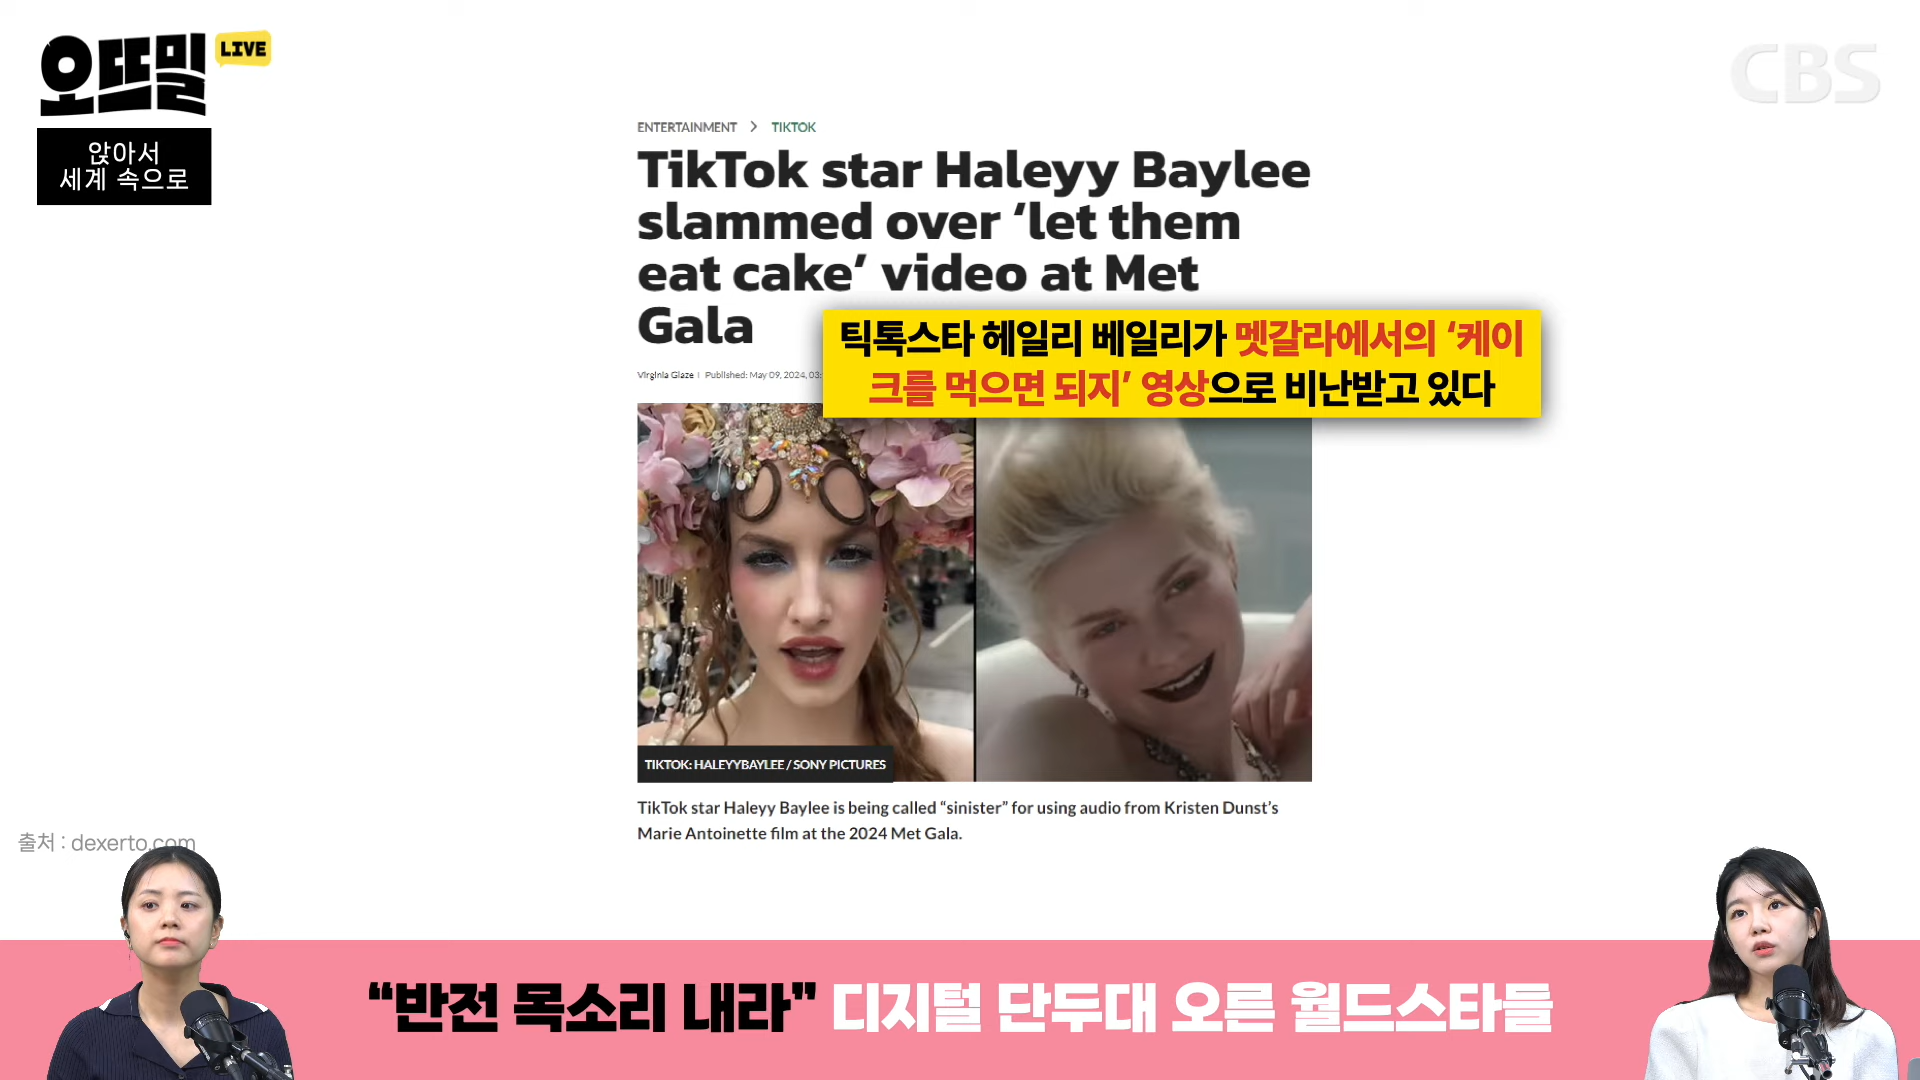 오뜨밀
LIVE
앉아서
세계 속으로
CBS
ENTERTAINMENT > TIKTOK
TikTok star Haleyy Baylee
slammed over ‘let them
eat cake’ video at Met
Gala
틱톡스타 헤일리 베일리가 멧갈라에서의 ‘케이
크를 먹으면 되지’ 영상으로 비난받고 있다
Virginia Glaze | Published: May 09, 2024, 03:
TIKTOK: HALEYYBAYLEE / SONY PICTURES
TikTok star Haleyy Baylee is being called “sinister” for using audio from Kristen Dunst’s
Marie Antoinette film at the 2024 Met Gala.
출처 : dexerto.com
“반전 목소리 내라” 디지털 단두대 오른 월드스타들